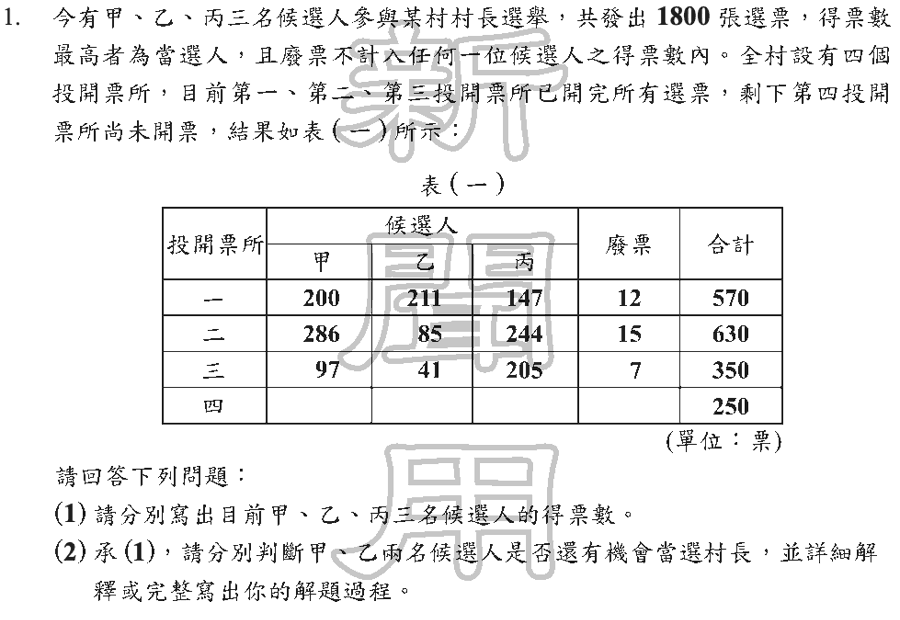 1. 今有甲、乙、丙三名候選人參與某村村長選舉，共發出 1800 張選票，得票數
最高者為當選人，且廢票不計入任何一位候選人之得票數內。全村設有四個
投開票所，目前第一、第二、第三投開票所已開完所有選票，剩下第四投開
票所尚未開票，結果如表(一)所示：
表(一)
投開票所 候選人 廢票 合計
甲 乙 丙
一 200 211 147 12 570
二 286 85 244 15 630
三 97 41 205 7 350
四 250
(單位：票)
請回答下列問題：
(1) 請分別寫出目前甲、乙、丙三名候選人的得票數。
(2) 承(1)，請分別判斷甲、乙兩名候選人是否還有機會當選村長，並詳細解
釋或完整寫出你的解題過程。
新
聞
用